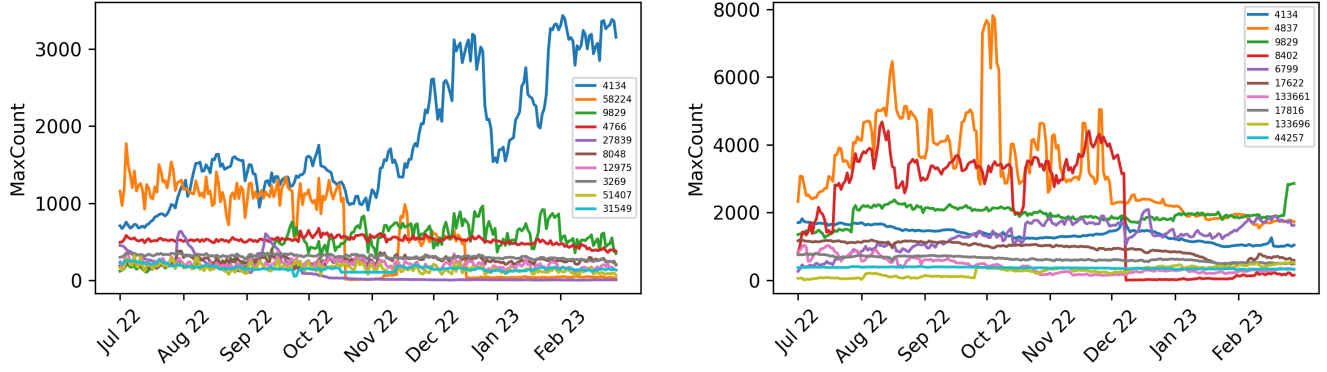 MaxCount
3000
2000
1000
0
4134
58224
9829
4766
27839
8048
12975
3269
51407
31549
Jul 22
Aug 22
Sep 22
Oct 22
Nov 22
Dec 22
Jan 23
Feb 23
MaxCount
8000
6000
4000
2000
0
4134
4837
9829
8402
6799
17622
133661
17816
133696
44257
Jul 22
Aug 22
Sep 22
Oct 22
Nov 22
Dec 22
Jan 23
Feb 23